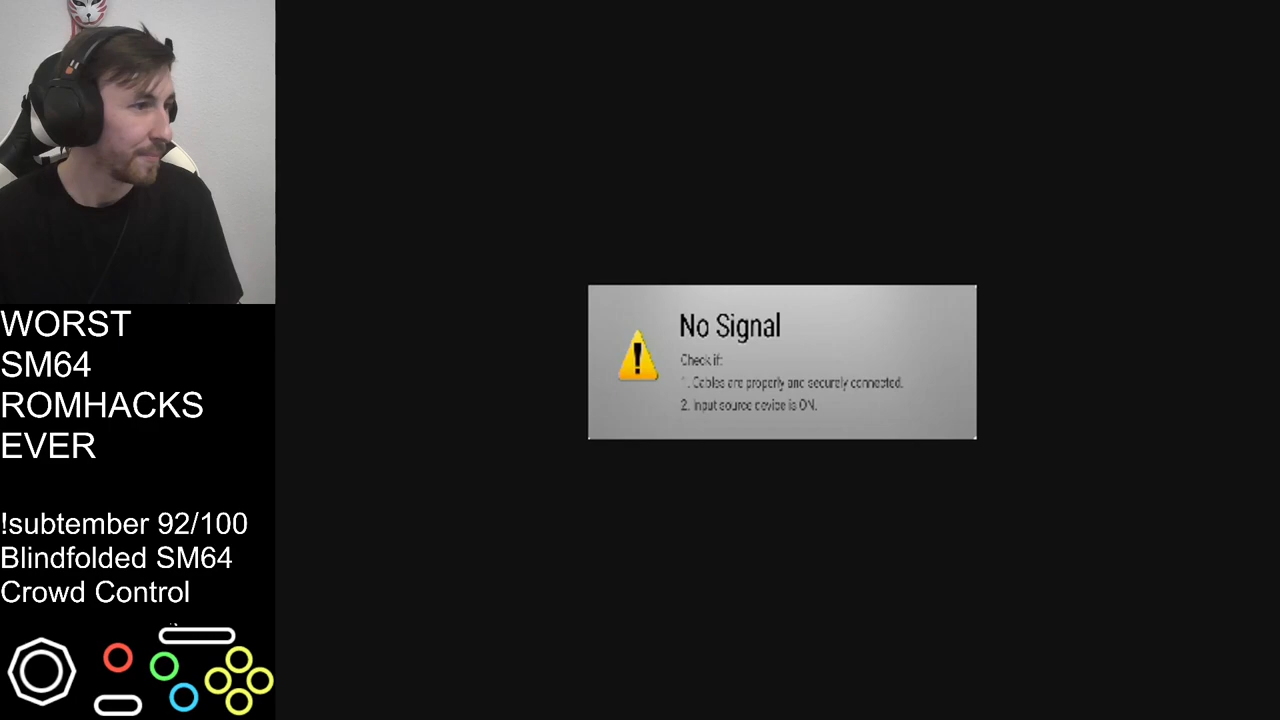 WORST
SM64
ROMHACKS
EVER
!subtember 92/100
Blindfolded SM64
Crowd Control
No Signal
Check if:
1. Cables are properly and securely connected.
2. Input source device is ON.